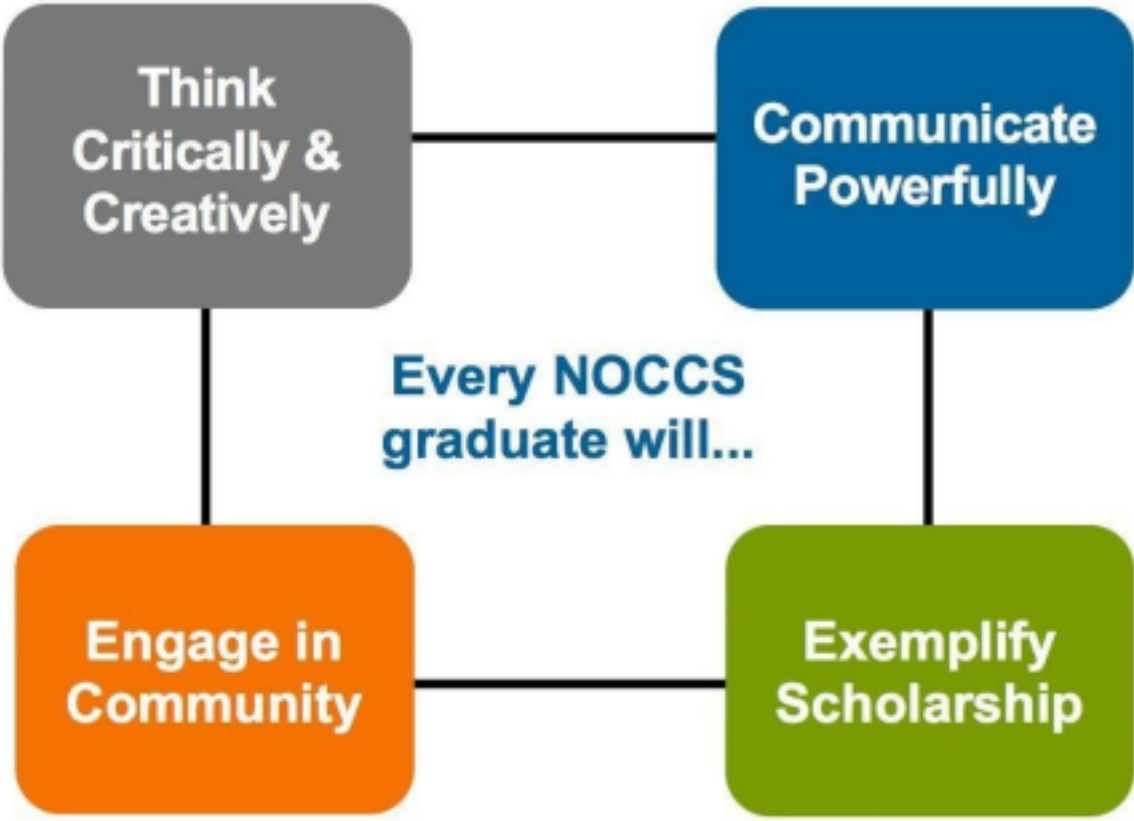 Think
Critically &
Creatively
Communicate
Powerfully
Every NOCCS
graduate will...
Engage in
Community
Exemplify
Scholarship